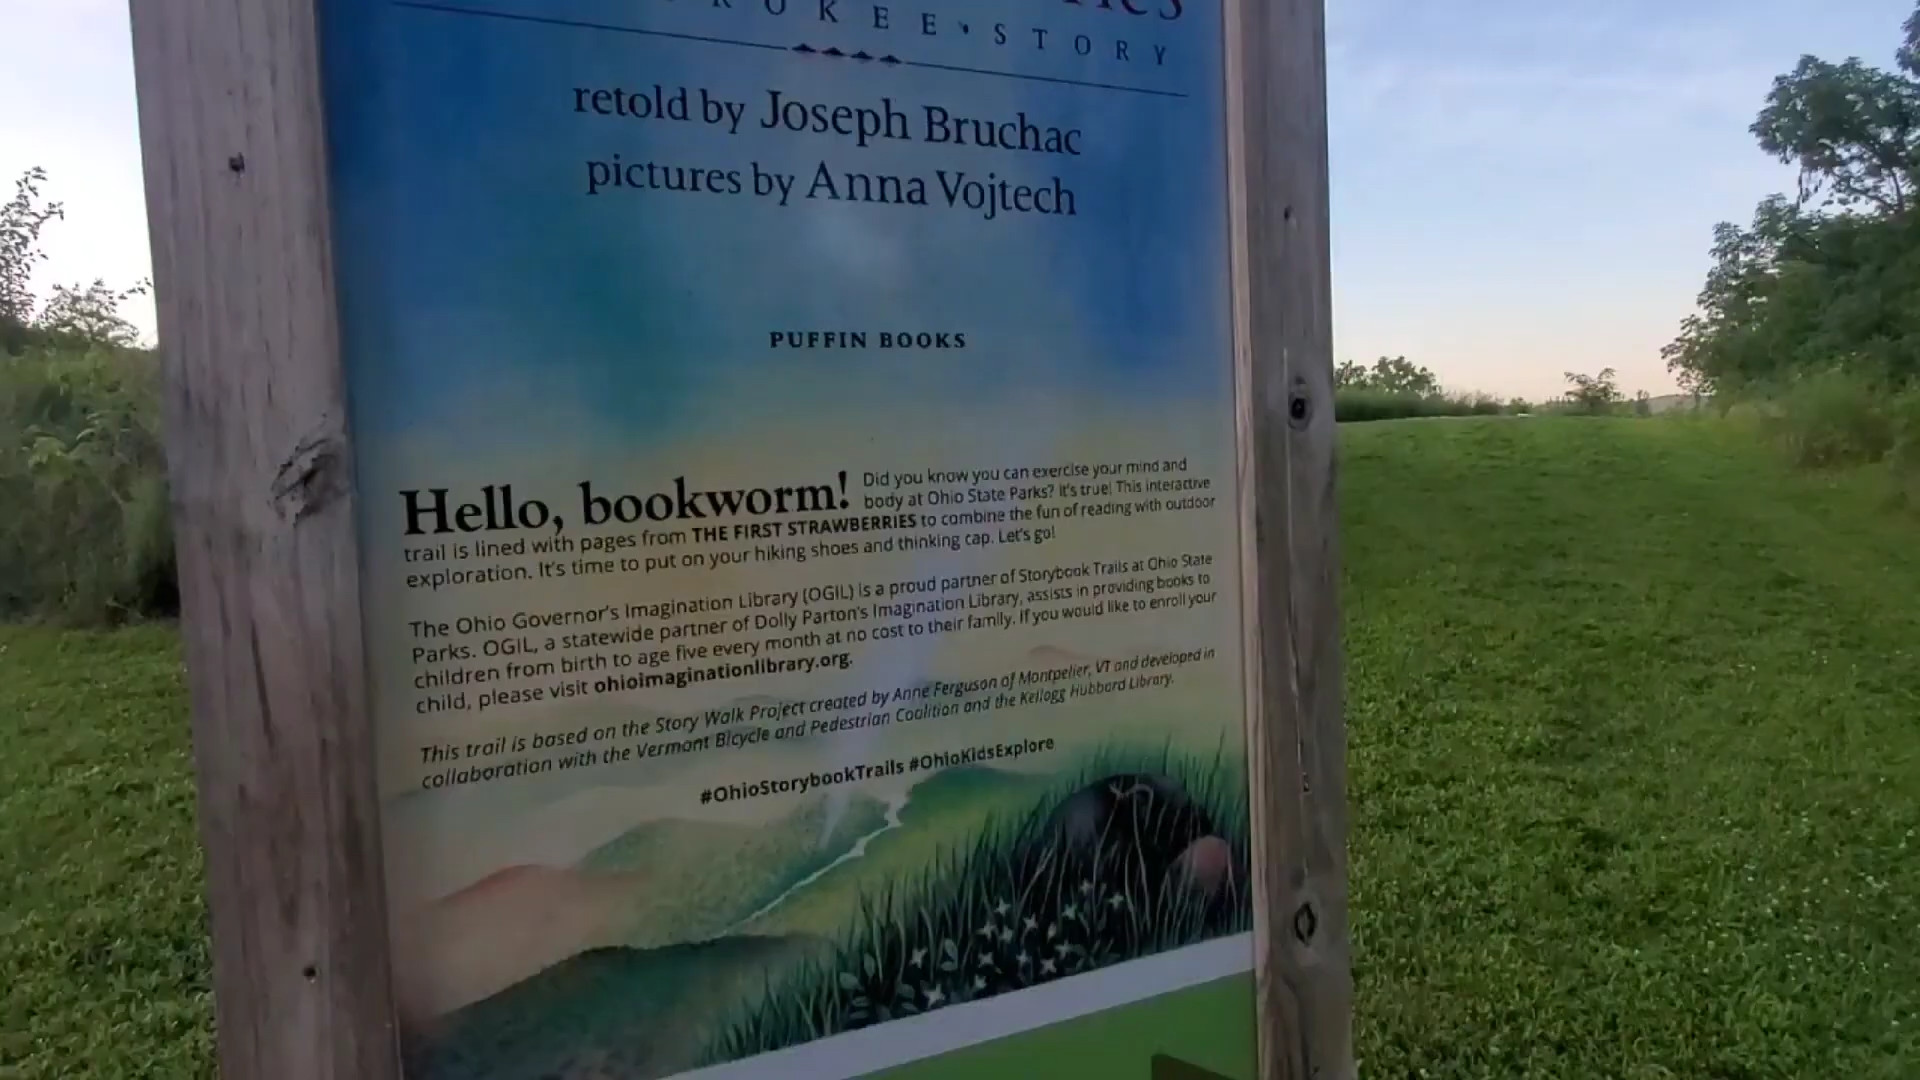 ROKEE • STORY
retold by Joseph Bruchac
pictures by Anna Vojtech
PUFFIN BOOKS
Hello, bookworm! Did you know you can exercise your mind and
body at Ohio State Parks? It's true! This interactive
trail is lined with pages from THE FIRST STRAWBERRIES to combine the fun of reading with outdoor
exploration. It's time to put on your hiking shoes and thinking cap. Let's go!
The Ohio Governor's Imagination Library (OGIL) is a proud partner of Storybook Trails at Ohio State
Parks. OGIL, a statewide partner of Dolly Parton's Imagination Library, assists in providing books to
children from birth to age five every month at no cost to their family. If you would like to enroll your
child, please visit ohioimaginationlibrary.org.
This trail is based on the Story Walk Project created by Anne Ferguson of Montpelier, VT and developed in
collaboration with the Vermont Bicycle and Pedestrian Coalition and the Kellogg Hubbard Library.
#OhioStorybookTrails #OhioKidsExplore